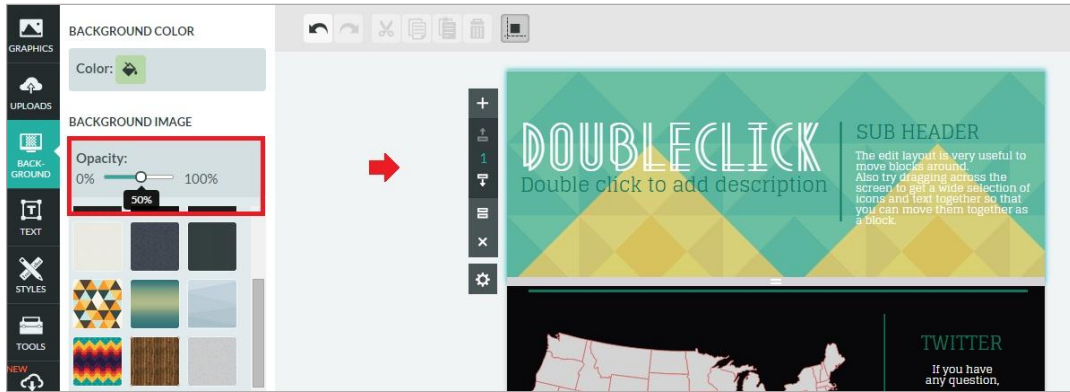 GRAPHICS
UPLOADS
BACK-
GROUND
TEXT
STYLES
TOOLS
NEW
BACKGROUND COLOR
Color:
BACKGROUND IMAGE
Opacity:
0% 100%
50%
1
DOUBLECLICK
Double click to add description
SUB HEADER
The edit layout is very useful to
move blocks around.
Also try dragging across the
screen to get a wide selection of
icons and text together so that
you can move them together as
a block.
TWITTER
If you have
any question,